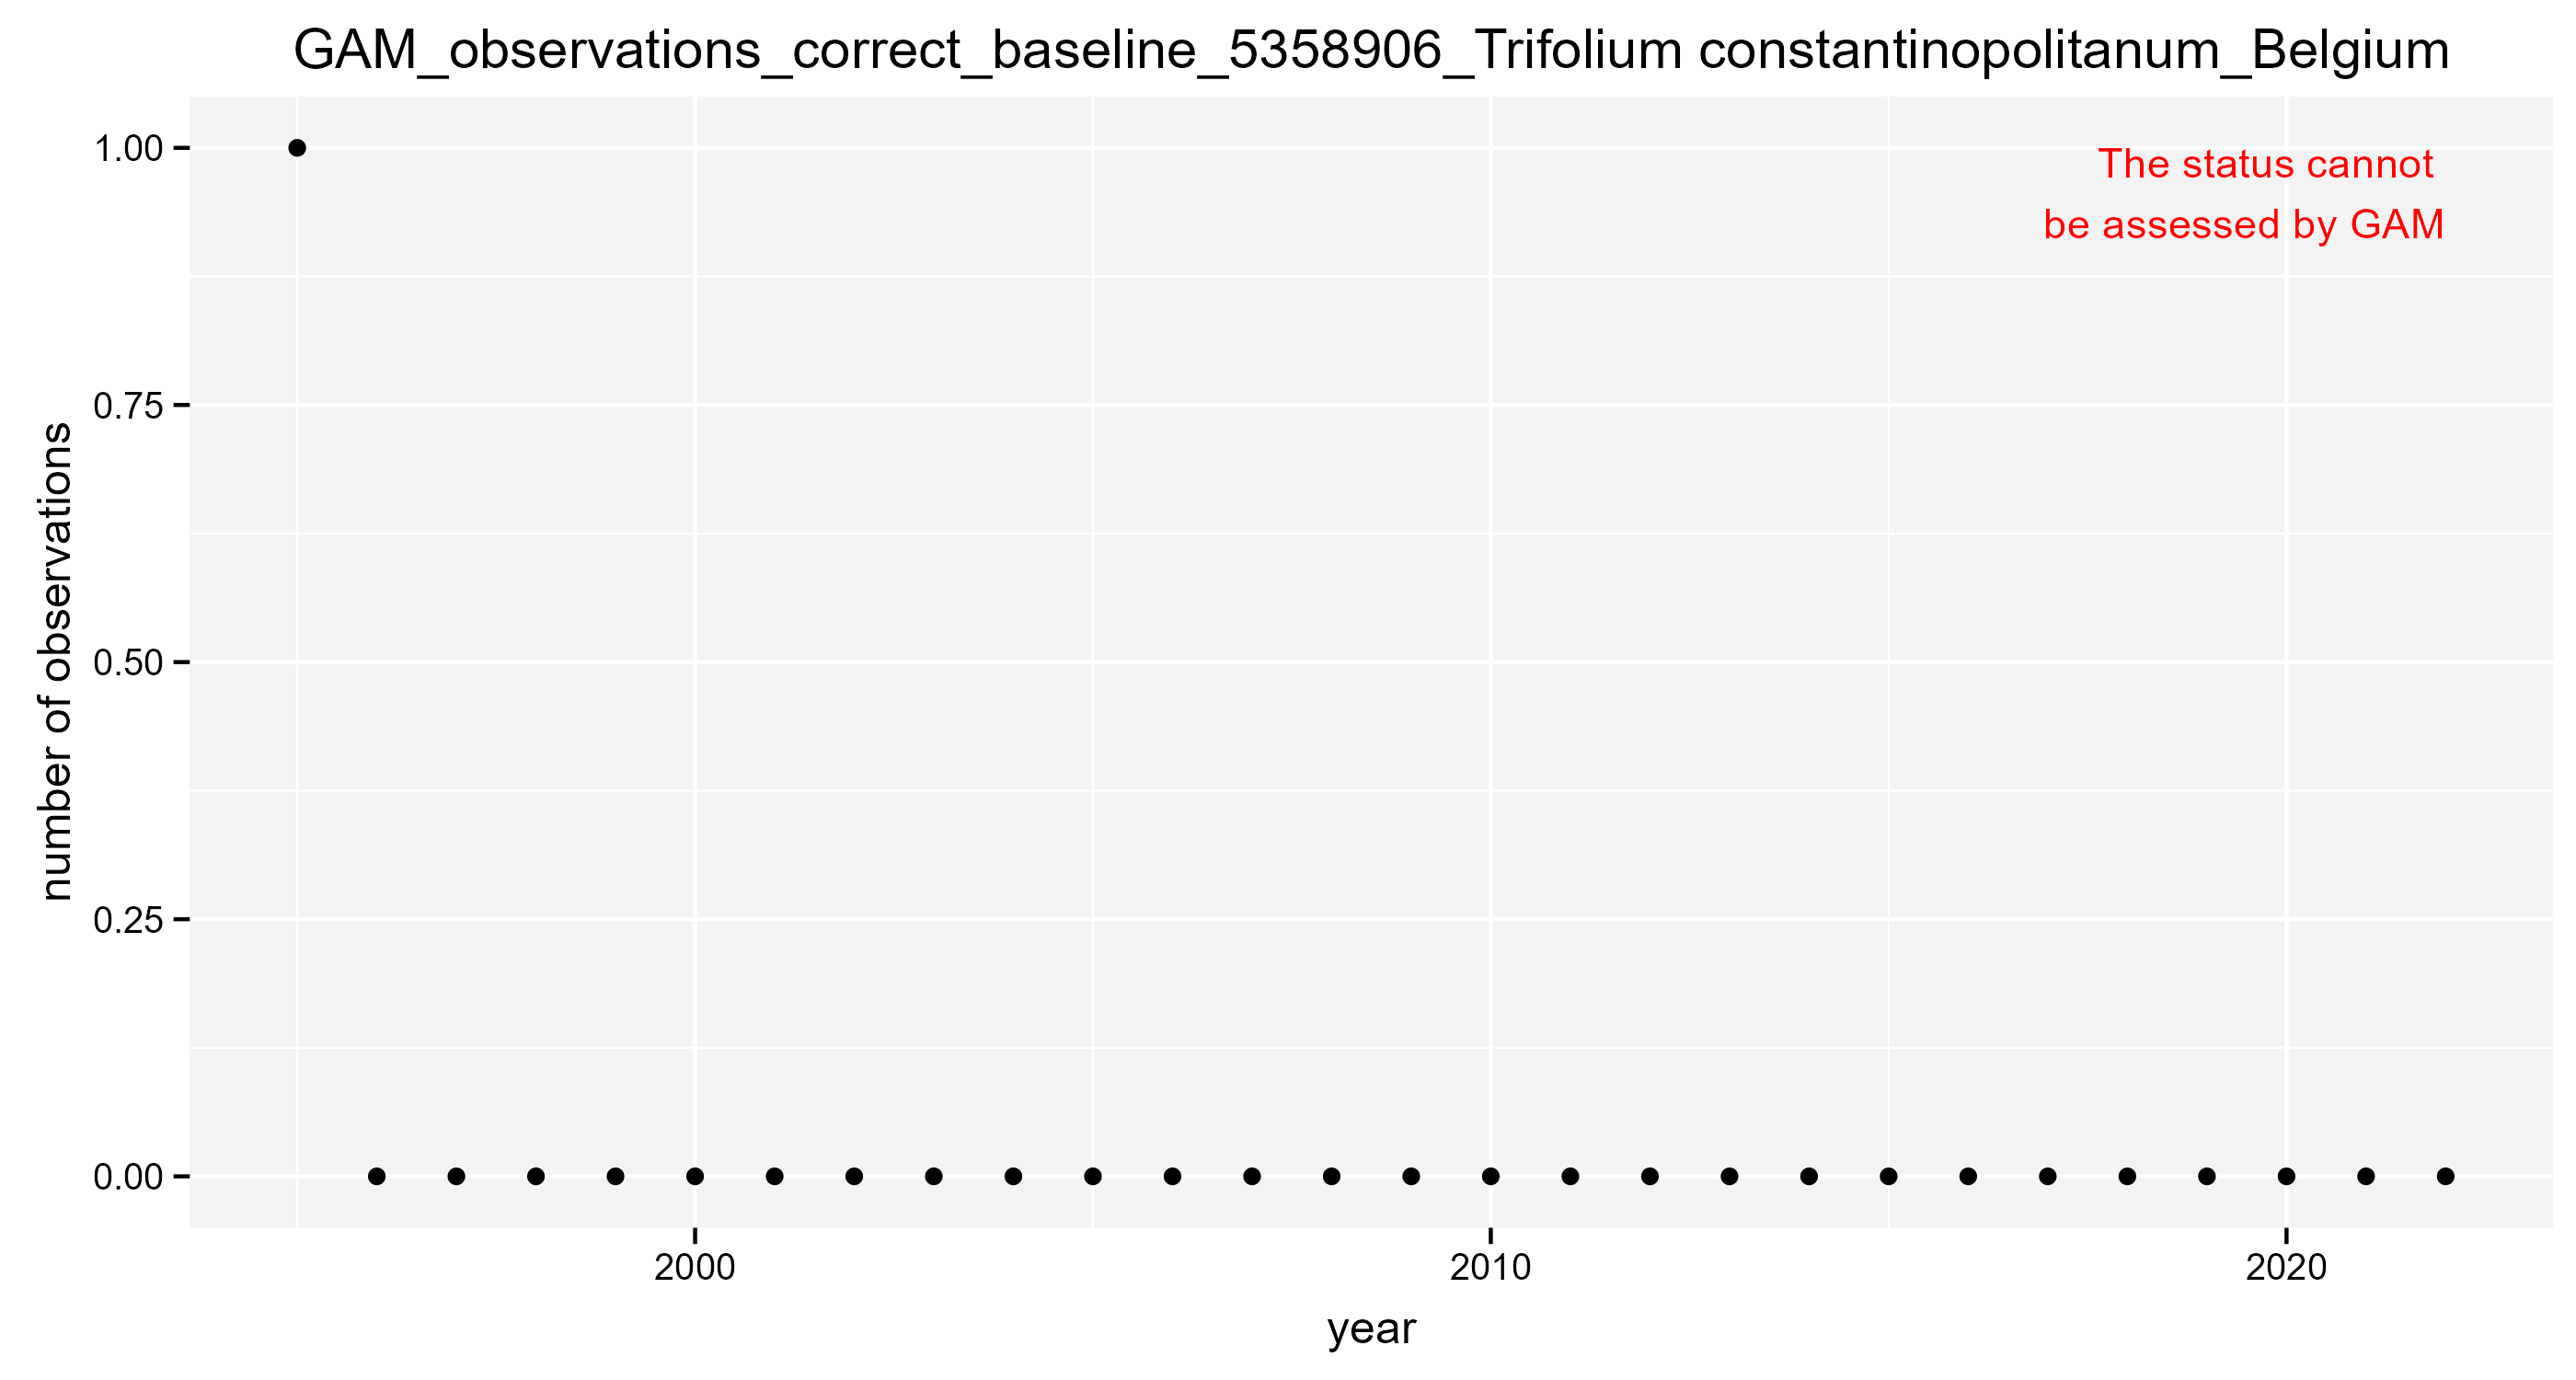 GAM_observations_correct_baseline_5358906_Trifolium constantinopolitanum_Belgium
1.00
The status cannot
be assessed by GAM
0.75
number of observations
0.50
0.25
0.00
2000
2010
2020
year